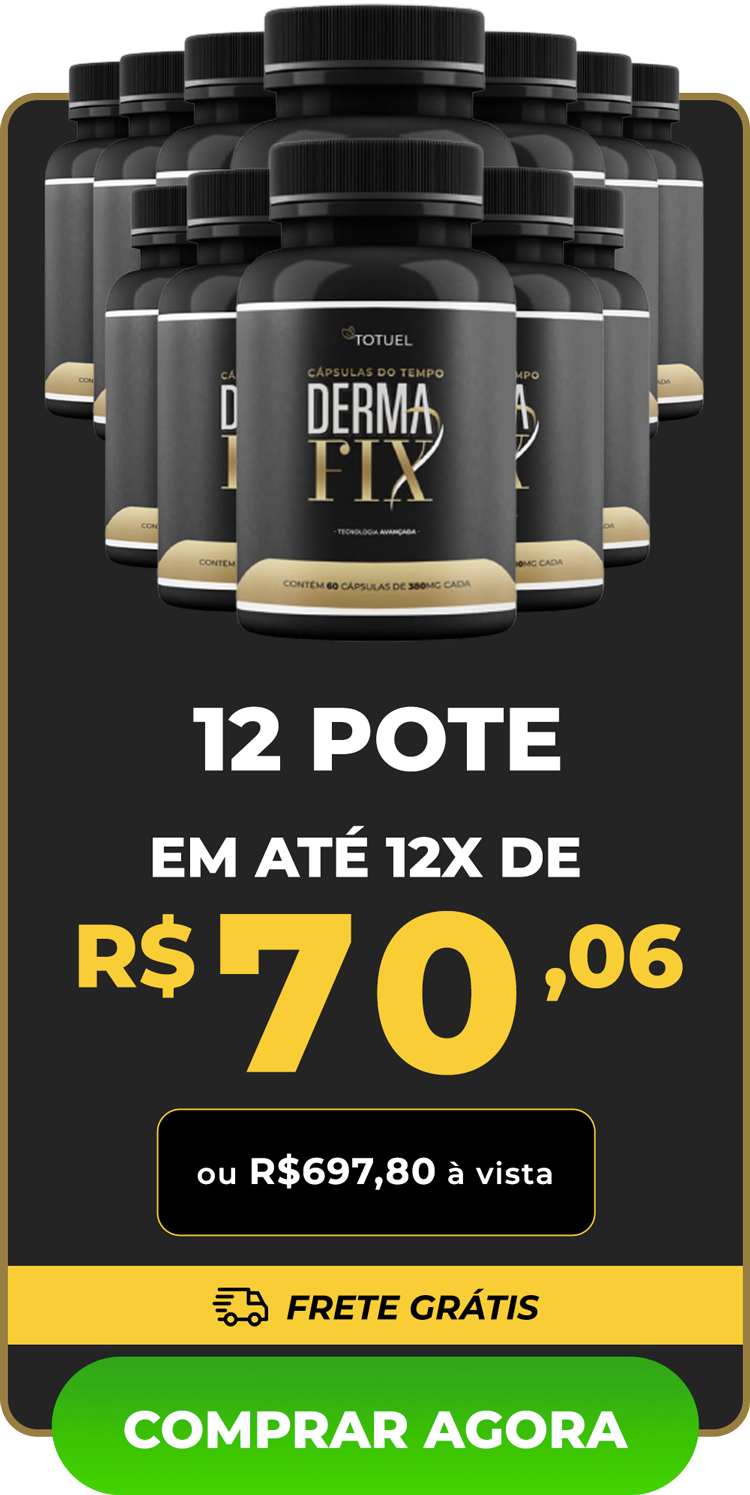 TOTUEL
CÁPSULAS DO TEMPO
DERMA
FIX
- TECNOLOGIA AVANÇADA -
CONTÉM 60 CÁPSULAS DE 380MG CADA
12 POTE
EM ATÉ 12X DE
R$70,06
ou R$697,80 à vista
FRETE GRÁTIS
COMPRAR AGORA